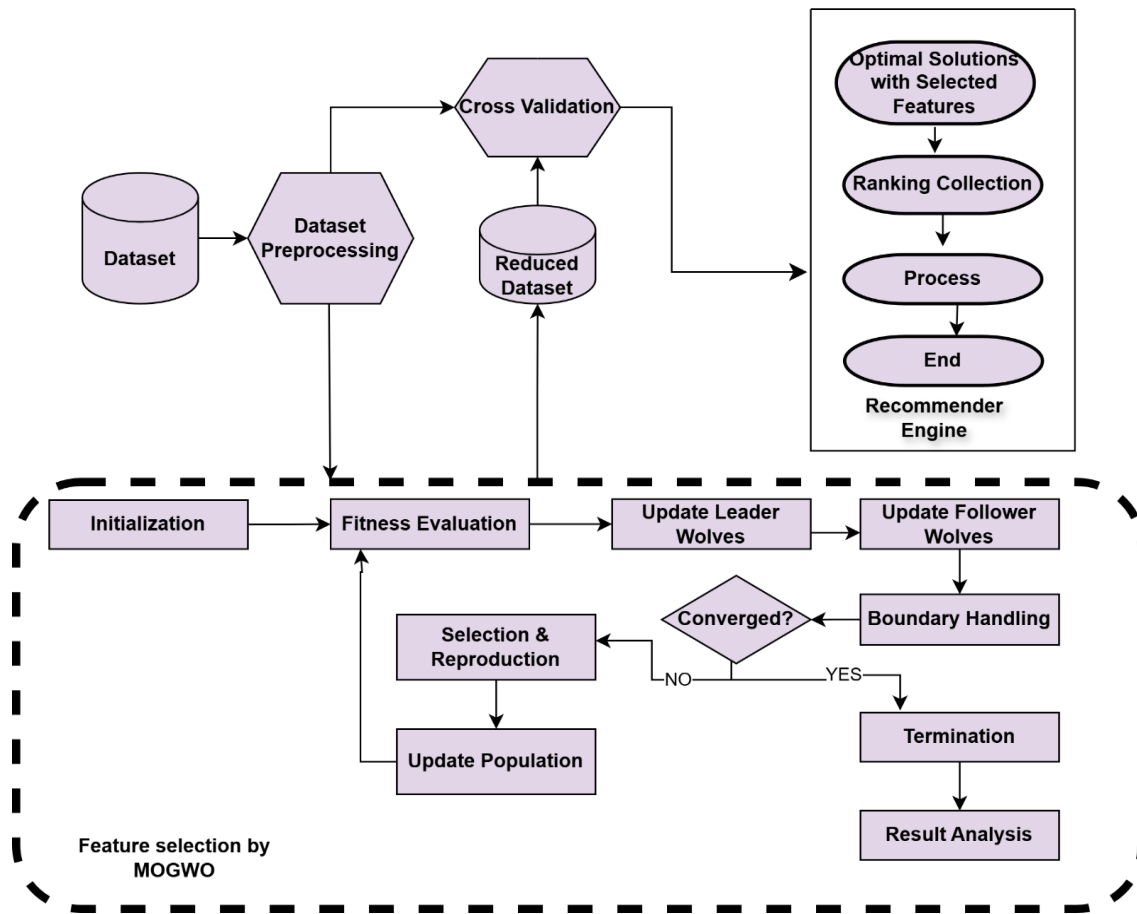 Optimal Solutions
with Selected
Features
Cross Validation
Ranking Collection
Dataset
Preprocessing
Dataset
Reduced
Dataset
Process
End
Recommender
Engine
Initialization
Fitness Evaluation
Update Leader
Wolves
Update Follower
Wolves
Boundary Handling
Converged?
Selection &
Reproduction
NO
YES
Update Population
Termination
Result Analysis
Feature selection by
MOGWO